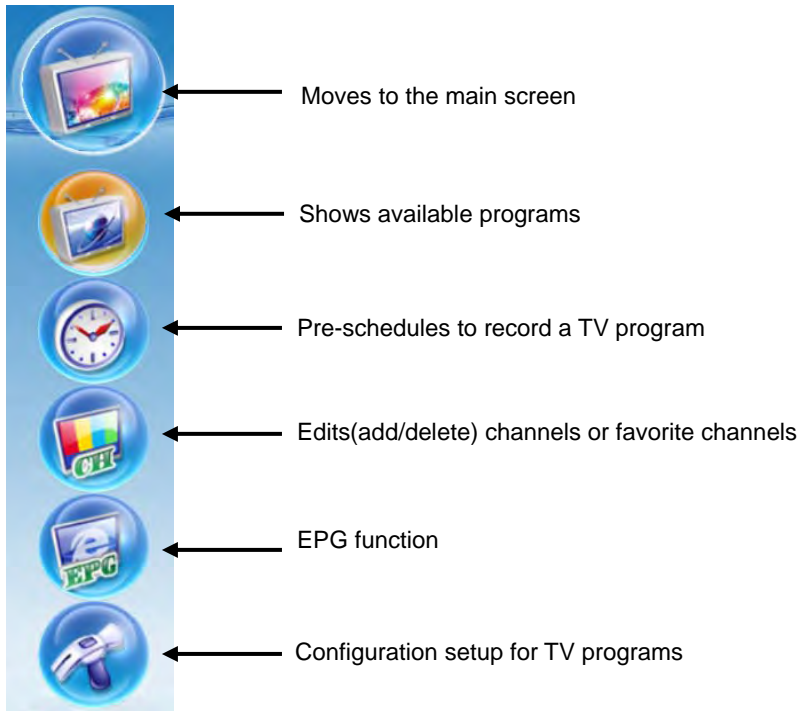 Moves to the main screen
Shows available programs
Pre-schedules to record a TV program
Edits(add/delete) channels or favorite channels
CH
EPG function
EPG
Configuration setup for TV programs